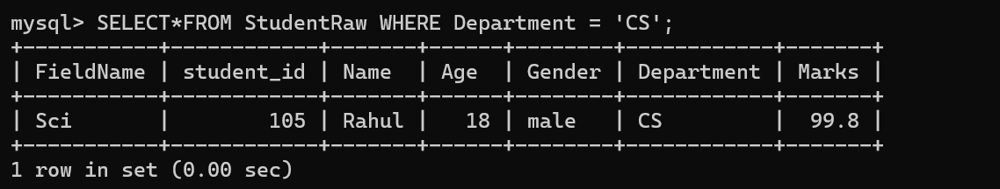 mysql> SELECT*FROM StudentRaw WHERE Department = 'CS';
+-----------+------------+-------+------+--------+------------+-------+
| FieldName | student_id | Name  | Age  | Gender | Department | Marks |
+-----------+------------+-------+------+--------+------------+-------+
| Sci       |        105 | Rahul |   18 | male   | CS         |  99.8 |
+-----------+------------+-------+------+--------+------------+-------+
1 row in set (0.00 sec)